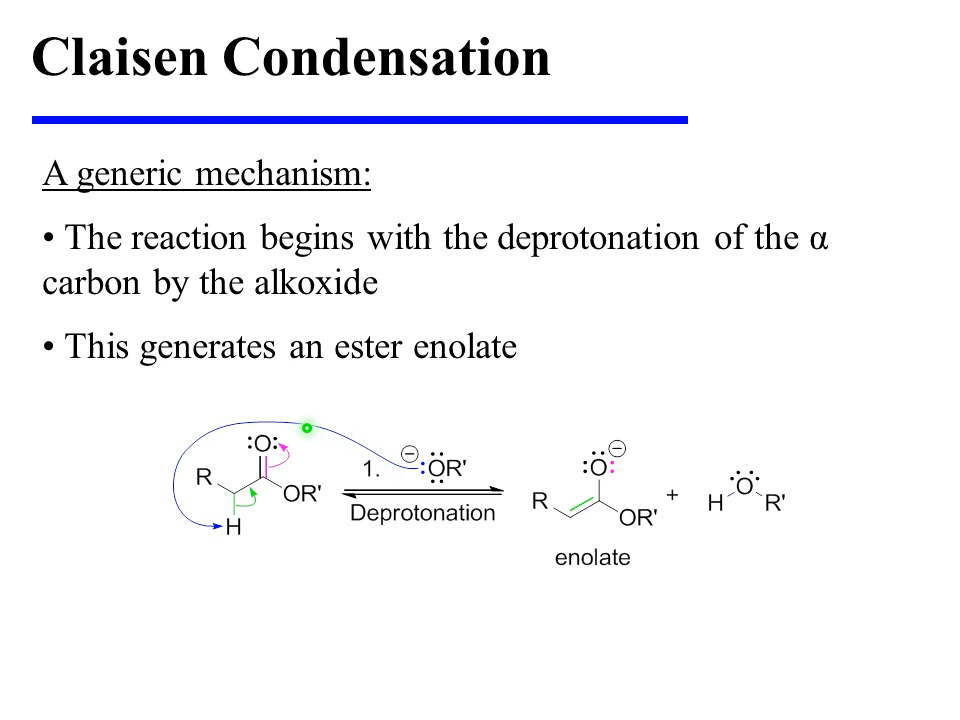 Claisen Condensation
A generic mechanism:
• The reaction begins with the deprotonation of the α
carbon by the alkoxide
• This generates an ester enolate
O
R
OR'
H
1.
⊖
OR'
Deprotonation
O
⊖
R
OR'
enolate
+
H
O
R'